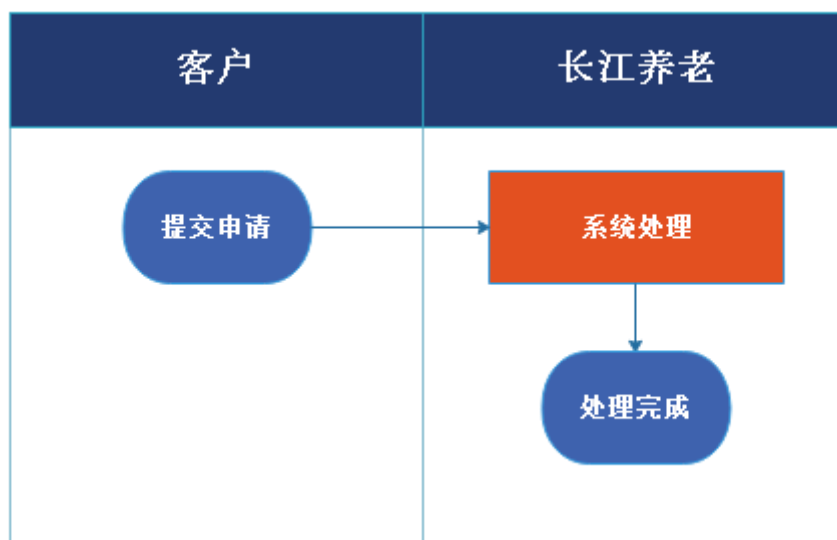 客户
长江养老
提交申请
系统处理
处理完成